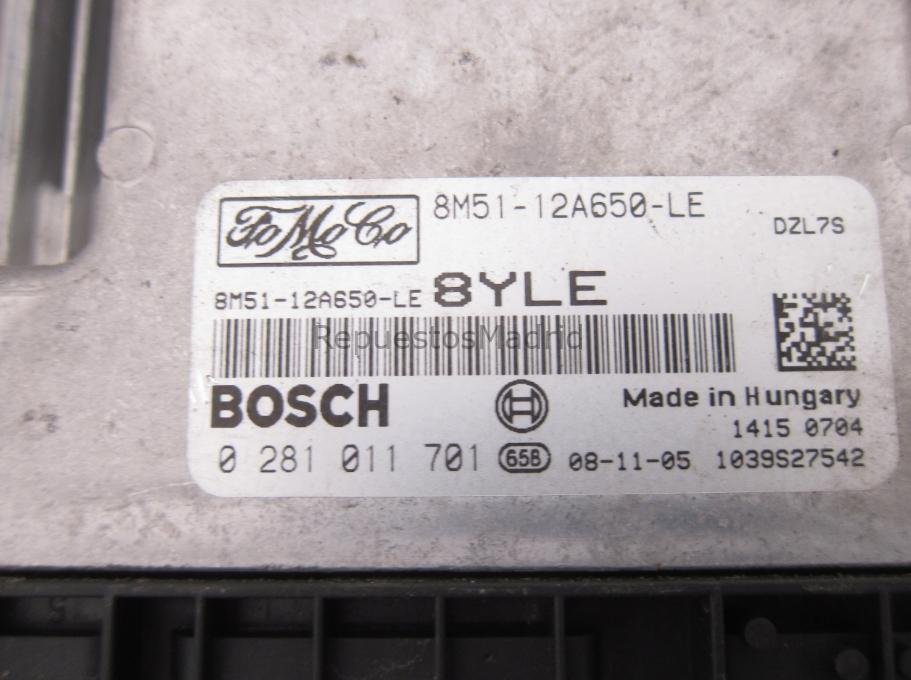 FoMoCo 8M51-12A650-LE
DZL7S
8M51-12A650-LE 8YLE
RepuestosMadrid
BOSCH
Made in Hungary
1415 0704
0 281 011 701 65B 08-11-05 1039S27542